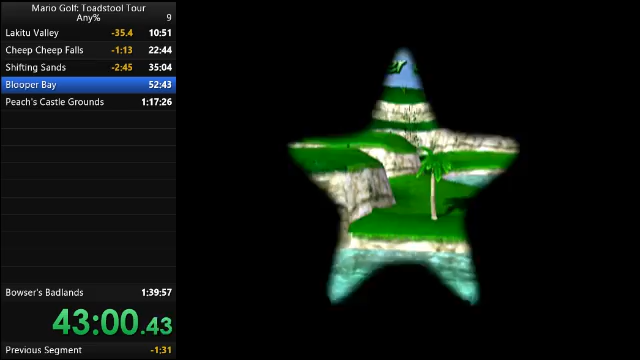 Mario Golf: Toadstool Tour
Any% 9
Lakitu Valley -35.4 10:51
Cheep Cheep Falls -1:13 22:44
Shifting Sands -2:45 35:04
Blooper Bay 52:43
Peach's Castle Grounds 1:17:26
Bowser's Badlands 1:39:57
43:00.43
Previous Segment -1:31